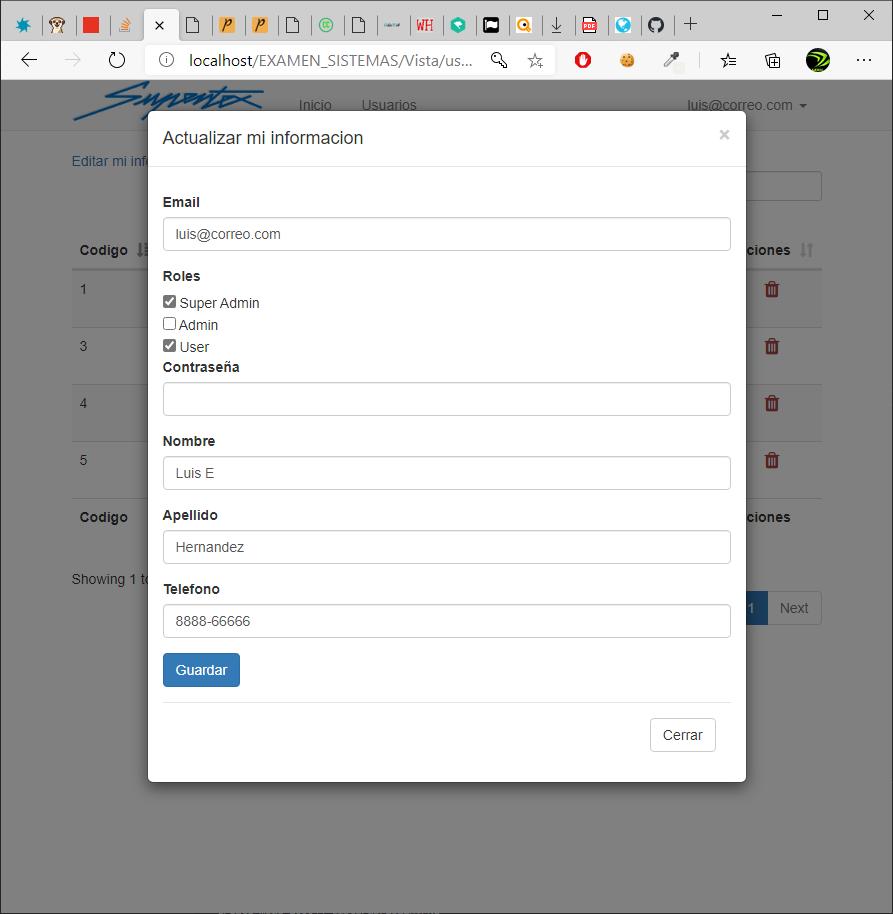 localhost/EXAMEN_SISTEMAS/Vista/us...
Supertex
Inicio
Usuarios
luis@correo.com
Actualizar mi informacion
×
Editar mi inf
Email
luis@correo.com
Codigo
ciones
Roles
1
Super Admin
Admin
3
User
Contraseña
4
Nombre
5
Luis E
Apellido
Codigo
ciones
Hernandez
Showing 1 to
Telefono
1
Next
8888-66666
Guardar
Cerrar